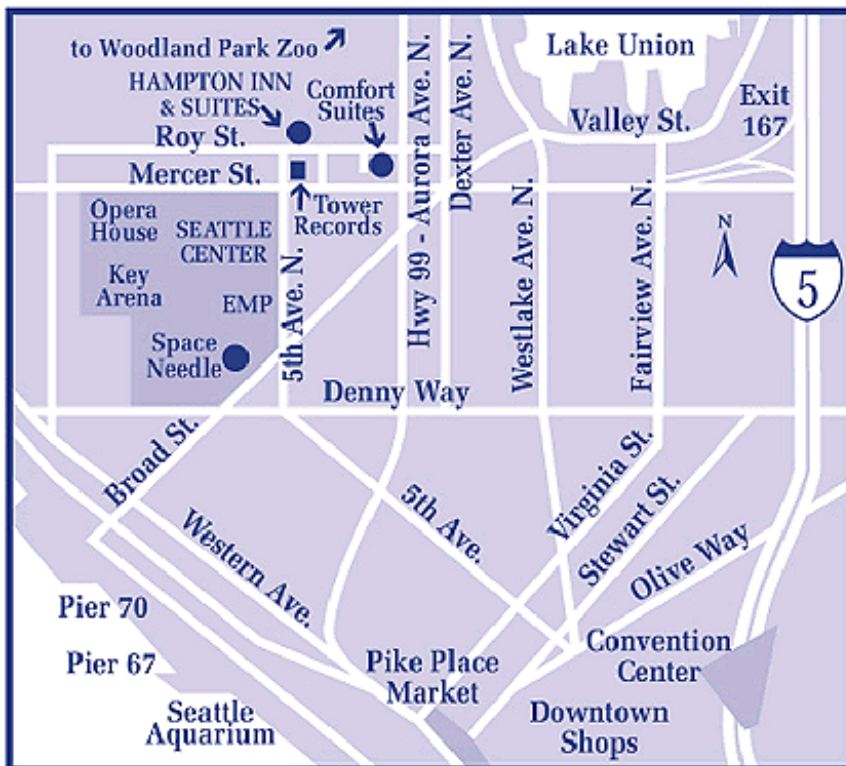 to Woodland Park Zoo
HAMPTON INN
& SUITES
Comfort
Suites
Roy St.
Mercer St.
Tower
Records
Opera
House
SEATTLE
CENTER
Key
Arena
EMP
Space
Needle
5th Ave. N.
Hwy 99 - Aurora Ave. N.
Dexter Ave. N.
Lake Union
Valley St.
Exit
167
Westlake Ave. N.
Fairview Ave. N.
N
5
Denny Way
Broad St.
Western Ave.
5th Ave.
Virginia St.
Stewart St.
Olive Way
Pier 70
Pier 67
Seattle
Aquarium
Pike Place
Market
Convention
Center
Downtown
Shops